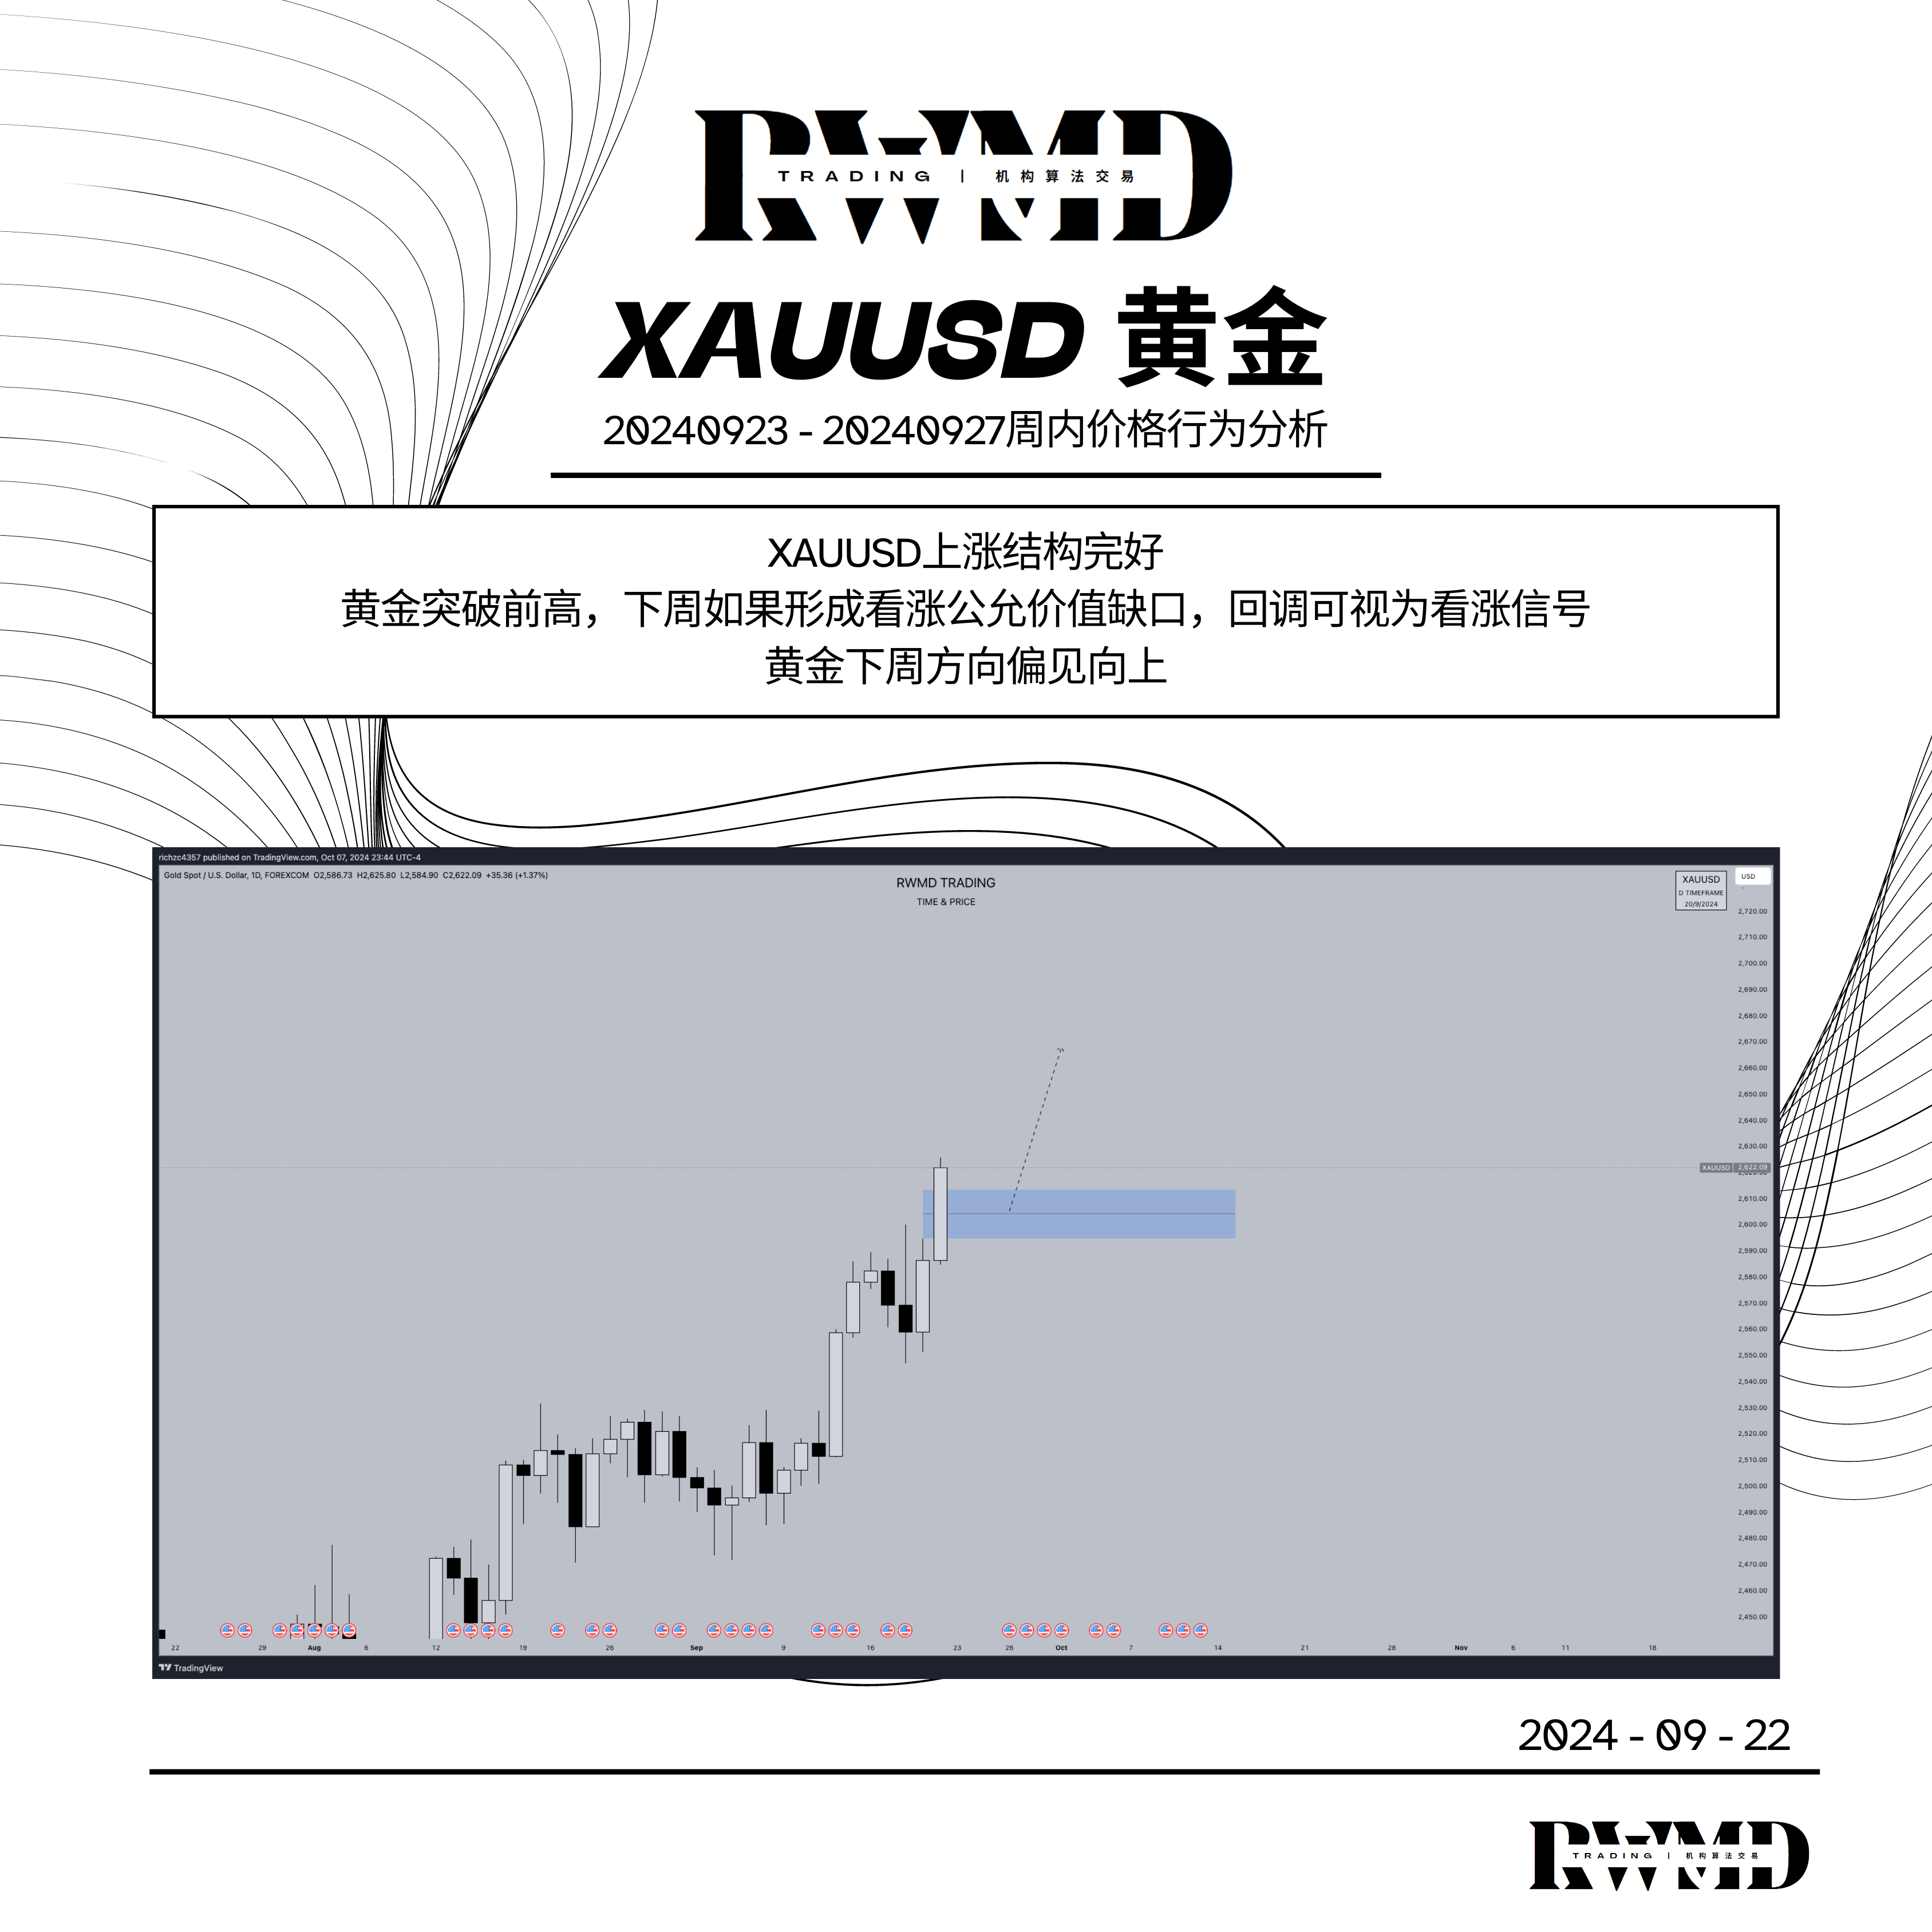 RWMD
TRADING | 机构算法交易
XAUUSD 黄金
20240923 - 20240927周内价格行为分析
XAUUSD上涨结构完好
黄金突破前高，下周如果形成看涨公允价值缺口，回调可视为看涨信号
黄金下周方向偏见向上
richzc4357 published on TradingView.com, Oct 07, 2024 23:44 UTC-4
Gold Spot / U.S. Dollar, 1D, FOREXCOM O2,586.73 H2,625.80 L2,584.90 C2,622.09 +35.36 (+1.37%)
RWMD TRADING
TIME & PRICE
XAUUSD
D TIMEFRAME
20/9/2024
USD
2,720.00
2,710.00
2,700.00
2,690.00
2,680.00
2,670.00
2,660.00
2,650.00
2,640.00
2,630.00
XAUUSD 2,622.09
2,610.00
2,600.00
2,590.00
2,580.00
2,570.00
2,560.00
2,550.00
2,540.00
2,530.00
2,520.00
2,510.00
2,500.00
2,490.00
2,480.00
2,470.00
2,460.00
2,450.00
22 29 Aug 6 12 19 26 Sep 9 16 23 26 Oct 7 14 21 28 Nov 6 11 18
TradingView
2024 - 09 - 22
RWMD
TRADING | 机构算法交易